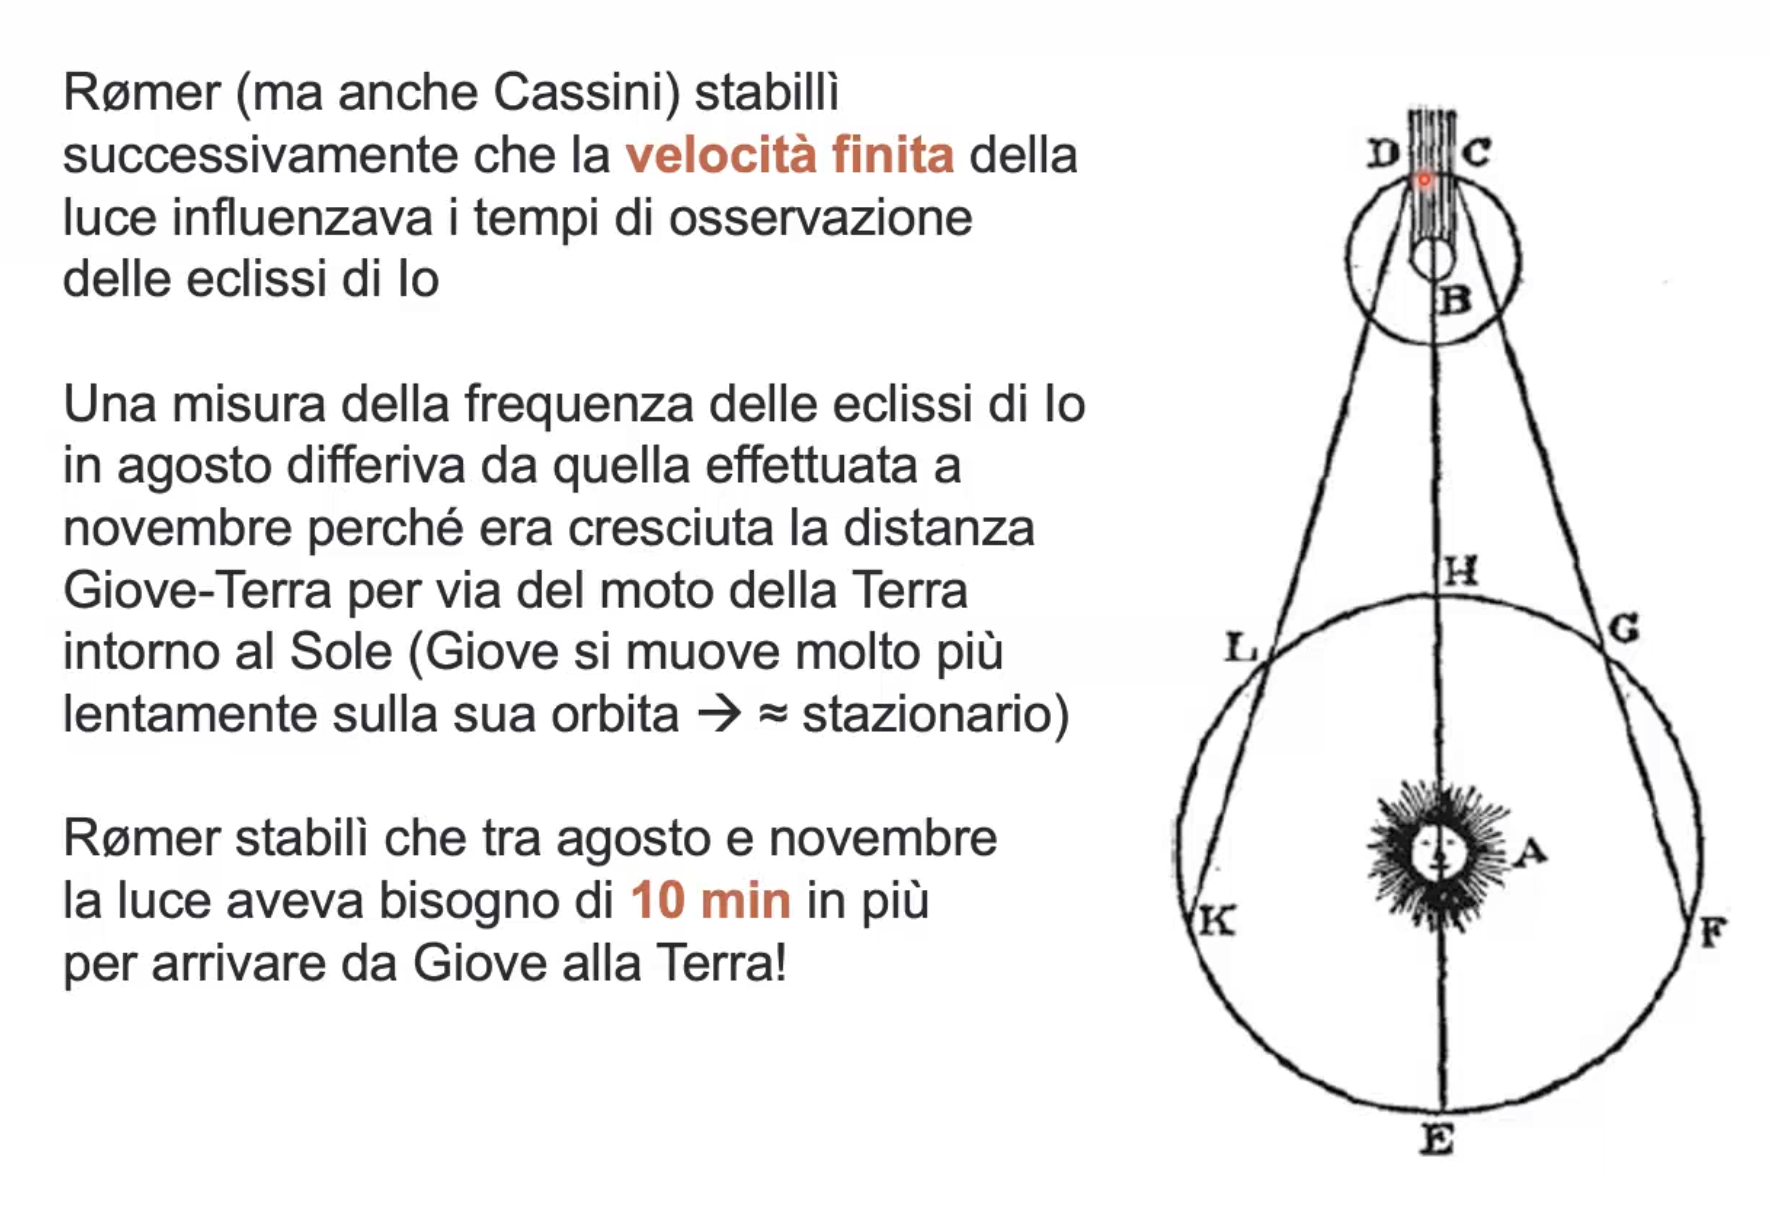 Rømer (ma anche Cassini) stabillì
successivamente che la velocità finita della
luce influenzava i tempi di osservazione
delle eclissi di Io
Una misura della frequenza delle eclissi di Io
in agosto differiva da quella effettuata a
novembre perché era cresciuta la distanza
Giove-Terra per via del moto della Terra
intorno al Sole (Giove si muove molto più
lentamente sulla sua orbita → ≈ stazionario)
Rømer stabilì che tra agosto e novembre
la luce aveva bisogno di 10 min in più
per arrivare da Giove alla Terra!
D C
B
H
L G
A
K F
E